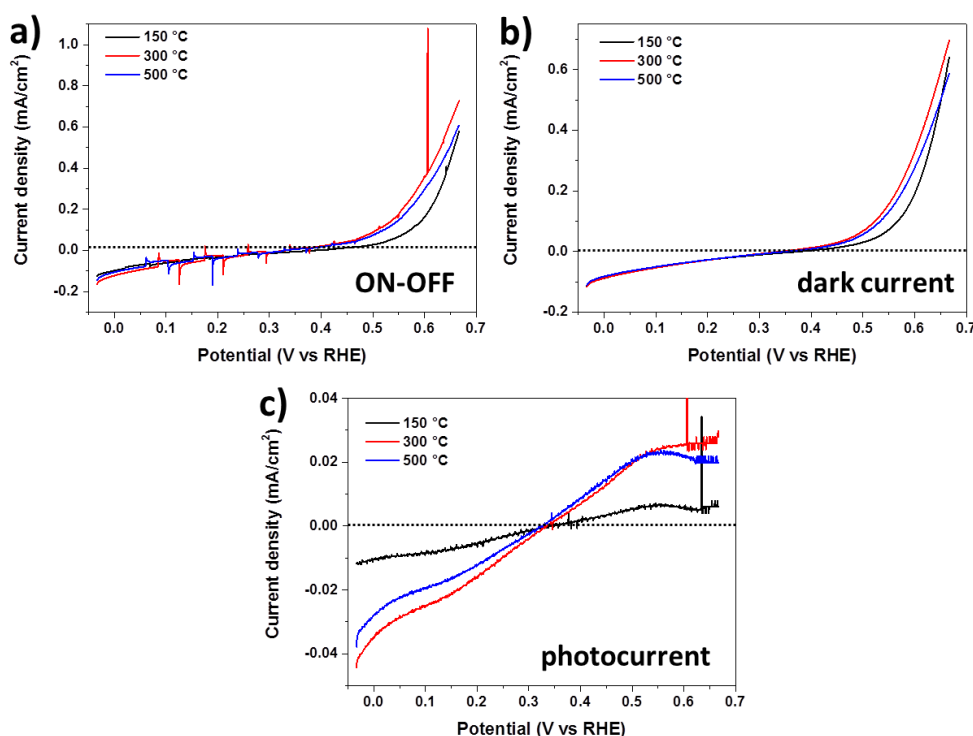 a)
1.0
0.8
0.6
0.4
0.2
0.0
-0.2
Current density (mA/cm²)
150 °C
300 °C
500 °C
ON-OFF
0.0 0.1 0.2 0.3 0.4 0.5 0.6 0.7
Potential (V vs RHE)
b)
0.6
0.4
0.2
0.0
-0.2
Current density (mA/cm²)
150 °C
300 °C
500 °C
dark current
0.0 0.1 0.2 0.3 0.4 0.5 0.6 0.7
Potential (V vs RHE)
c)
0.04
0.02
0.00
-0.02
-0.04
Current density (mA/cm²)
150 °C
300 °C
500 °C
photocurrent
0.0 0.1 0.2 0.3 0.4 0.5 0.6 0.7
Potential (V vs RHE)